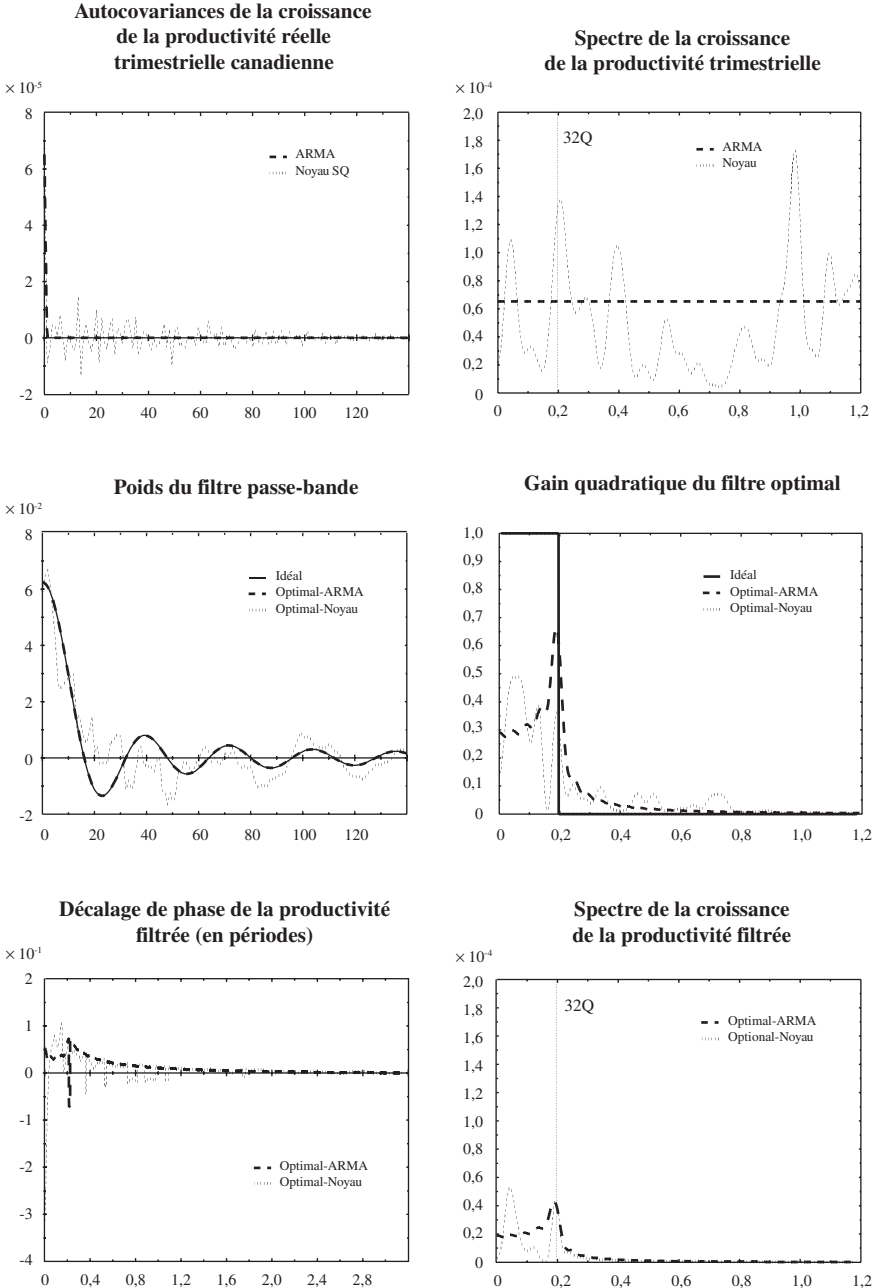 Autocovariances de la croissance
de la productivité réelle
trimestrielle canadienne
× 10⁻⁵
8
6
4
2
0
-2
0 20 40 60 80 100 120
ARMA
Noyau SQ
Spectre de la croissance
de la productivité trimestrielle
× 10⁻⁴
2,0
1,8
1,6
1,4
1,2
1,0
0,8
0,6
0,4
0,2
0
0 0,2 0,4 0,6 0,8 1,0 1,2
32Q
ARMA
Noyau
Poids du filtre passe-bande
× 10⁻²
8
6
4
2
0
-2
0 20 40 60 80 100 120
Idéal
Optimal-ARMA
Optimal-Noyau
Gain quadratique du filtre optimal
1,0
0,9
0,8
0,7
0,6
0,5
0,4
0,3
0,2
0,1
0
0 0,2 0,4 0,6 0,8 1,0 1,2
Idéal
Optimal-ARMA
Optimal-Noyau
Décalage de phase de la productivité
filtrée (en périodes)
× 10⁻¹
2
1
0
-1
-2
-3
-4
0 0,4 0,8 1,2 1,6 2,0 2,4 2,8
Optimal-ARMA
Optimal-Noyau
Spectre de la croissance
de la productivité filtrée
× 10⁻⁴
2,0
1,8
1,6
1,4
1,2
1,0
0,8
0,6
0,4
0,2
0
0 0,2 0,4 0,6 0,8 1,0 1,2
32Q
Optimal-ARMA
Optional-Noyau